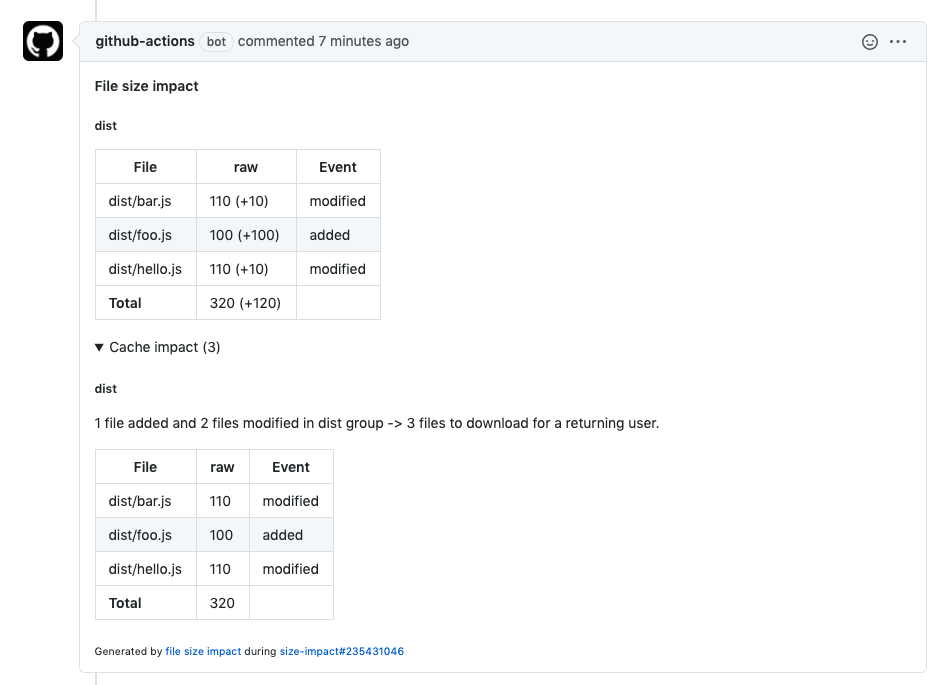 github-actions bot commented 7 minutes ago
File size impact
dist
File raw Event
dist/bar.js 110 (+10) modified
dist/foo.js 100 (+100) added
dist/hello.js 110 (+10) modified
Total 320 (+120)
▼ Cache impact (3)
dist
1 file added and 2 files modified in dist group -> 3 files to download for a returning user.
File raw Event
dist/bar.js 110 modified
dist/foo.js 100 added
dist/hello.js 110 modified
Total 320
Generated by file size impact during size-impact#235431046